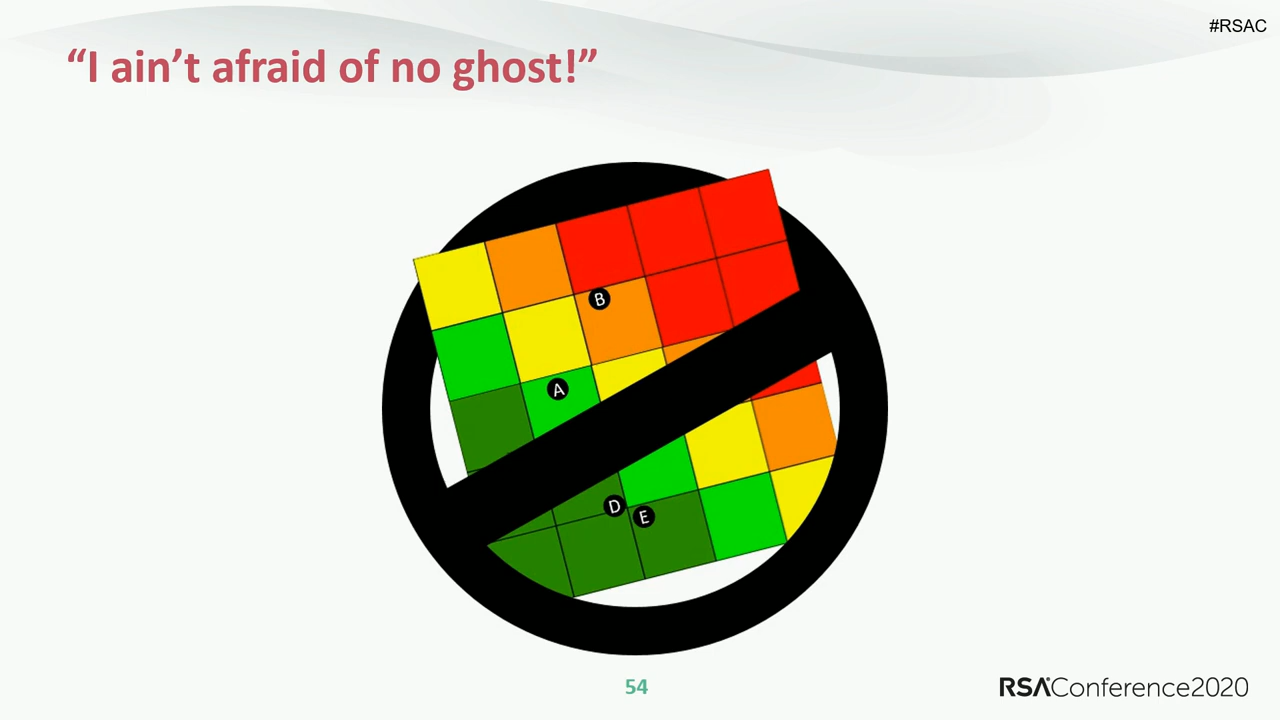 #RSAC
“I ain’t afraid of no ghost!”
B
A
D
E
54
RSAConference2020